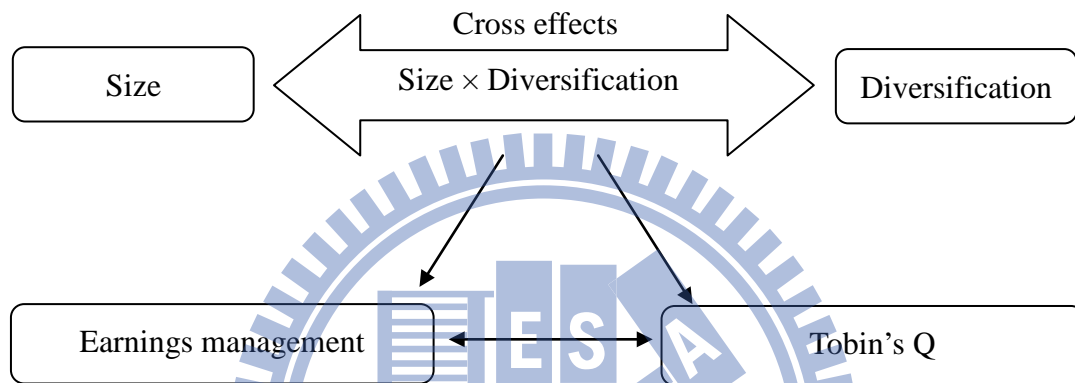 Cross effects
Size
Size × Diversification
Diversification
E S A
Earnings management
Tobin's Q